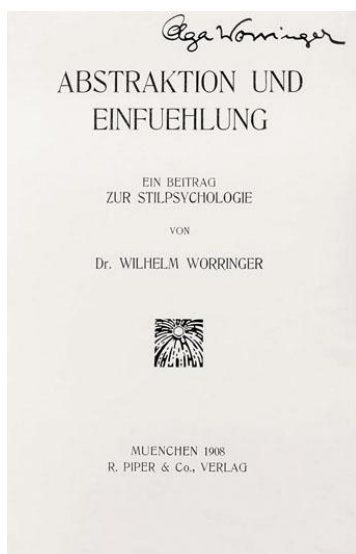 Olga Worringer
ABSTRAKTION UND
EINFUEHLUNG
EIN BEITRAG
ZUR STILPSYCHOLOGIE
VON
Dr. WILHELM WORRINGER
MUENCHEN 1908
R. PIPER & Co., VERLAG